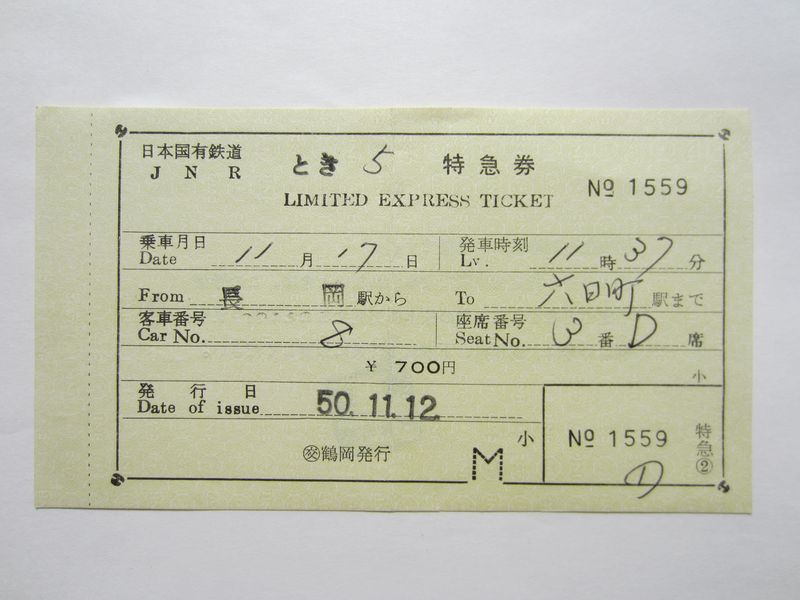 日本国有鉄道 とき 5 特急券
J N R
LIMITED EXPRESS TICKET № 1559
乗車月日 発車時刻
Date 11 月 17 日 Lv. 11 時 37 分
From 長岡 駅から To 六日町 駅まで
客車番号 座席番号
Car No. 8 Seat No. 3 番 D 席
¥ 700円
小
発行日
Date of issue 50.11.12
小 № 1559 特急②
㊋鶴岡発行 M
1